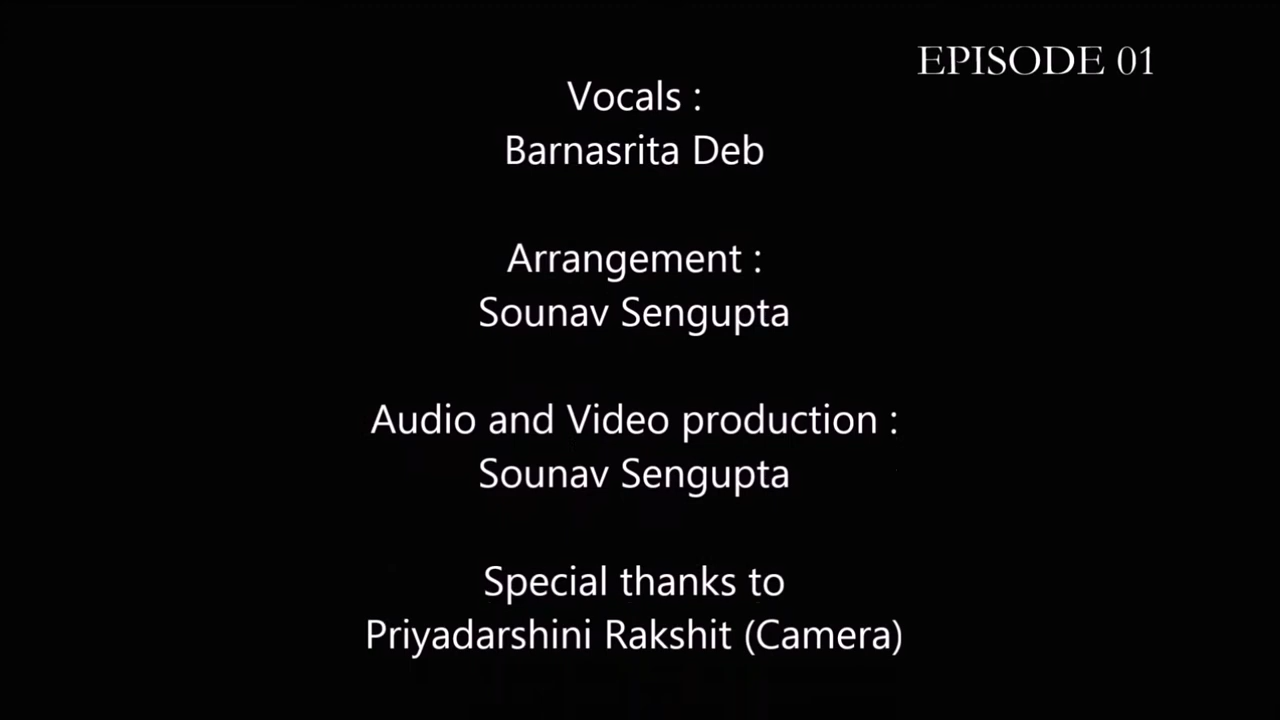 EPISODE 01
Vocals :
Barnasrita Deb
Arrangement :
Sounav Sengupta
Audio and Video production :
Sounav Sengupta
Special thanks to
Priyadarshini Rakshit (Camera)